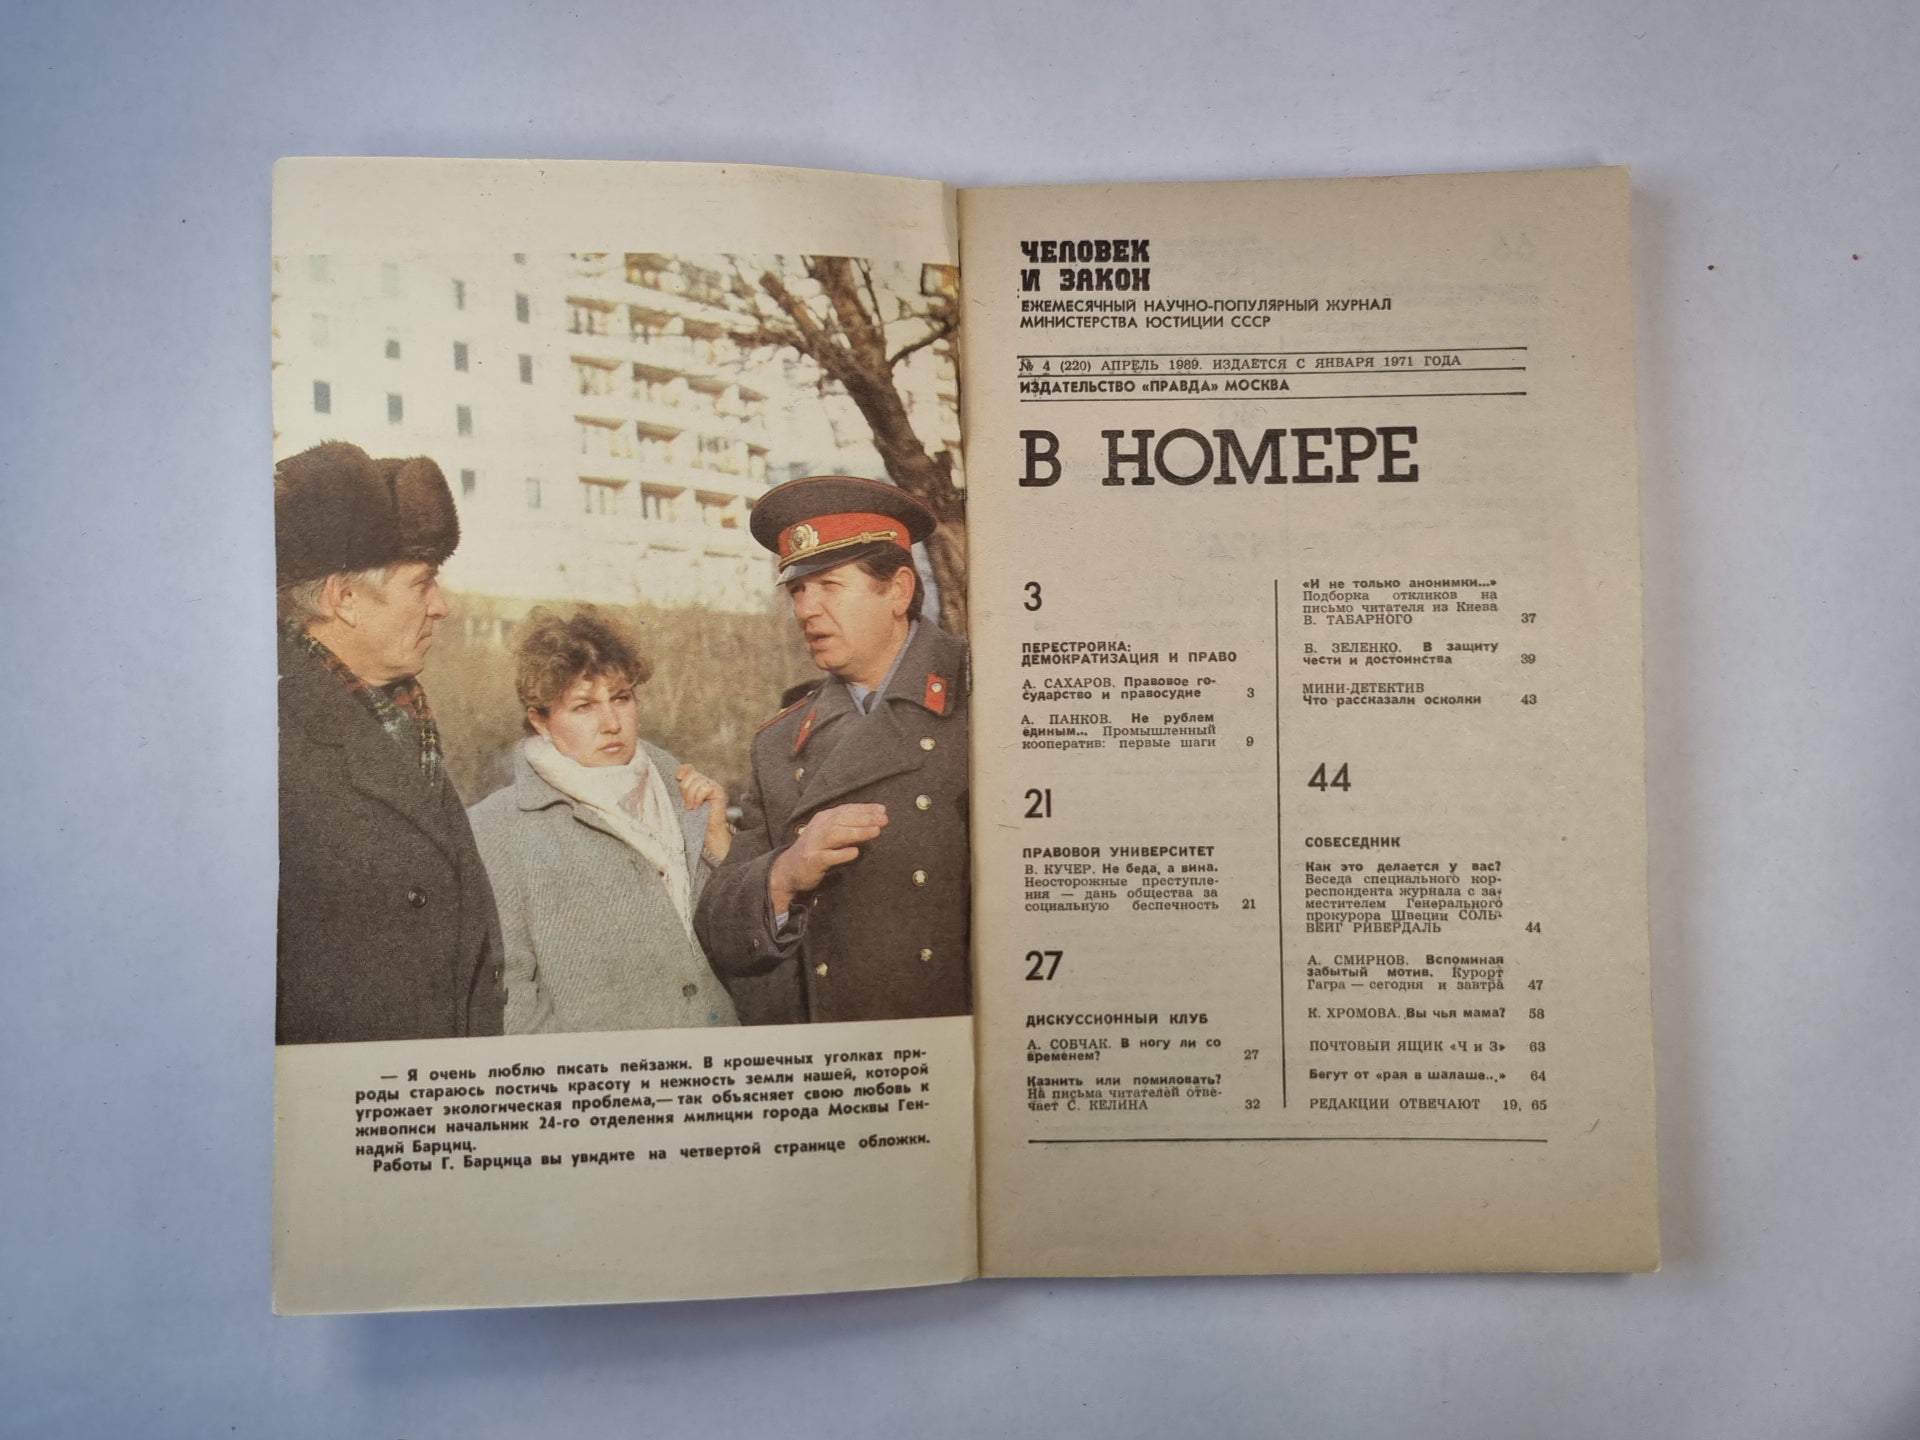 — Я очень люблю писать пейзажи. В крошечных уголках при-
роды стараюсь постичь красоту и нежность земли нашей, которой
угрожает экологическая проблема,— так объясняет свою любовь к
живописи начальник 24-го отделения милиции города Москвы Ген-
надий Барциц.
Работы Г. Барцица вы увидите на четвертой странице обложки.
ЧЕЛОВЕК
И ЗАКОН
ЕЖЕМЕСЯЧНЫЙ НАУЧНО-ПОПУЛЯРНЫЙ ЖУРНАЛ
МИНИСТЕРСТВА ЮСТИЦИИ СССР
№ 4 (220) АПРЕЛЬ 1989. ИЗДАЕТСЯ С ЯНВАРЯ 1971 ГОДА
ИЗДАТЕЛЬСТВО «ПРАВДА» МОСКВА
В НОМЕРЕ
3
ПЕРЕСТРОЙКА:
ДЕМОКРАТИЗАЦИЯ И ПРАВО
А. САХАРОВ. Правовое го-
сударство и правосудие 3
А. ПАНКОВ. Не рублем
единым... Промышленный
кооператив: первые шаги 9
21
ПРАВОВОЙ УНИВЕРСИТЕТ
В. КУЧЕР. Не беда, а вина.
Неосторожные преступле-
ния — дань общества за
социальную беспечность 21
27
ДИСКУССИОННЫЙ КЛУБ
А. СОБЧАК. В ногу ли со
временем? 27
Казнить или помиловать?
На письма читателей отве-
чает С. КЕЛИНА 32
«И не только анонимки...»
Подборка откликов на
письмо читателя из Киева
В. ТАБАРНОГО 37
Б. ЗЕЛЕНКО. В защиту
чести и достоинства 39
МИНИ-ДЕТЕКТИВ
Что рассказали осколки 43
44
СОБЕСЕДНИК
Как это делается у вас?
Беседа специального кор-
респондента журнала с за-
местителем Генерального
прокурора Швеции СОЛЬ-
ВЕИГ РИБЕРДАЛЬ 44
А. СМИРНОВ. Вспоминая
забытый мотив. Курорт
Гагра — сегодня и завтра 47
К. ХРОМОВА. Вы чья мама? 58
ПОЧТОВЫЙ ЯЩИК «Ч и З» 63
Бегут от «рая в шалаше...» 64
РЕДАКЦИИ ОТВЕЧАЮТ 19, 65